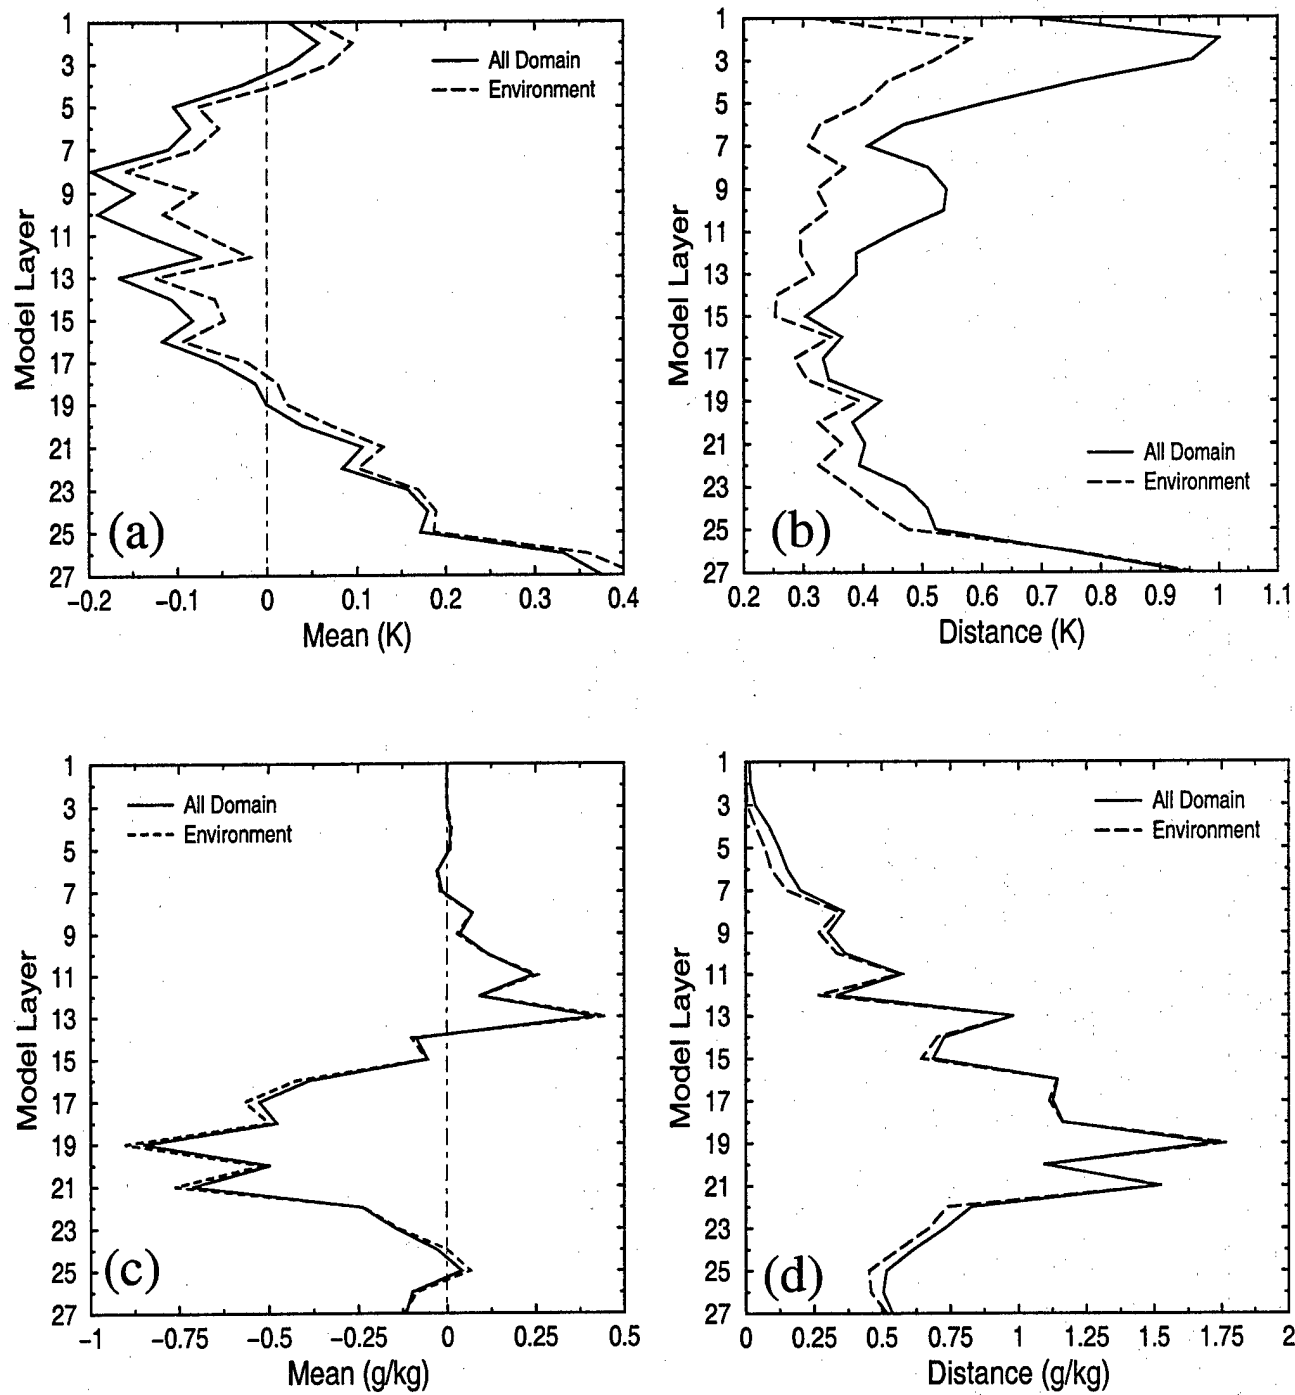 1
3
5
7
9
11
13
15
17
19
21
23
25
27
Model Layer
All Domain
Environment
(a)
−0.2 −0.1 0 0.1 0.2 0.3 0.4
Mean (K)
1
3
5
7
9
11
13
15
17
19
21
23
25
27
Model Layer
All Domain
Environment
(b)
0.2 0.3 0.4 0.5 0.6 0.7 0.8 0.9 1 1.1
Distance (K)
1
3
5
7
9
11
13
15
17
19
21
23
25
27
Model Layer
All Domain
Environment
(c)
−1 −0.75 −0.5 −0.25 0 0.25 0.5
Mean (g/kg)
1
3
5
7
9
11
13
15
17
19
21
23
25
27
Model Layer
All Domain
Environment
(d)
0 0.25 0.5 0.75 1 1.25 1.5 1.75 2
Distance (g/kg)